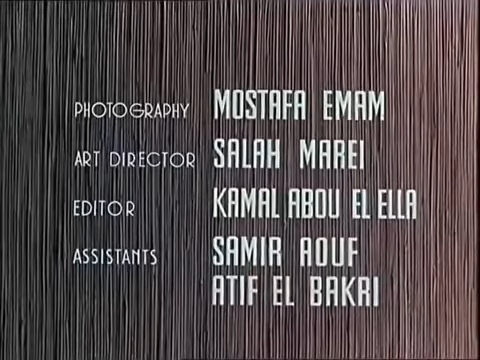 PHOTOGRAPHY MOSTAFA EMAM
ART DIRECTOR SALAH MAREI
EDITOR KAMAL ABOU EL ELLA
ASSISTANTS SAMIR AOUF
ATIF EL BAKRI